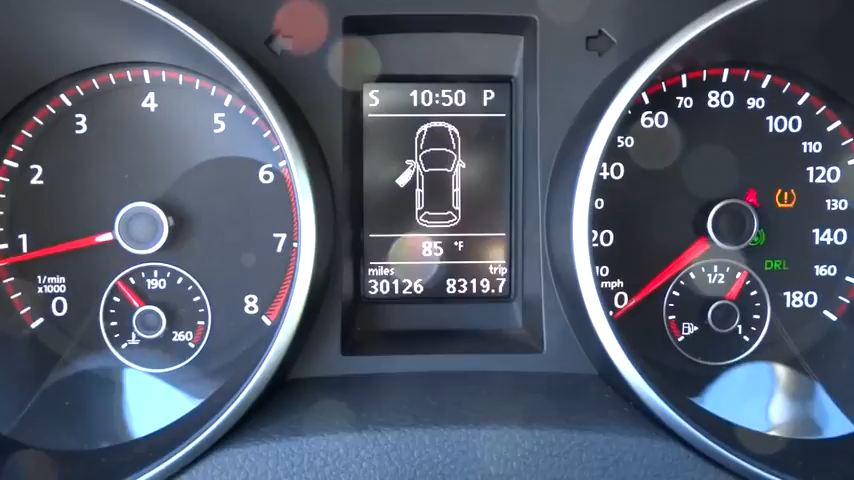 S 10:50 P
85 °F
miles trip
30126 8319.7
0 1 2 3 4 5 6 7 8
1/min
x1000
190 260
0 10 20 40 50 60 70 80 90 100 110 120 130 140 160 180
mph
1/2 1
DRL